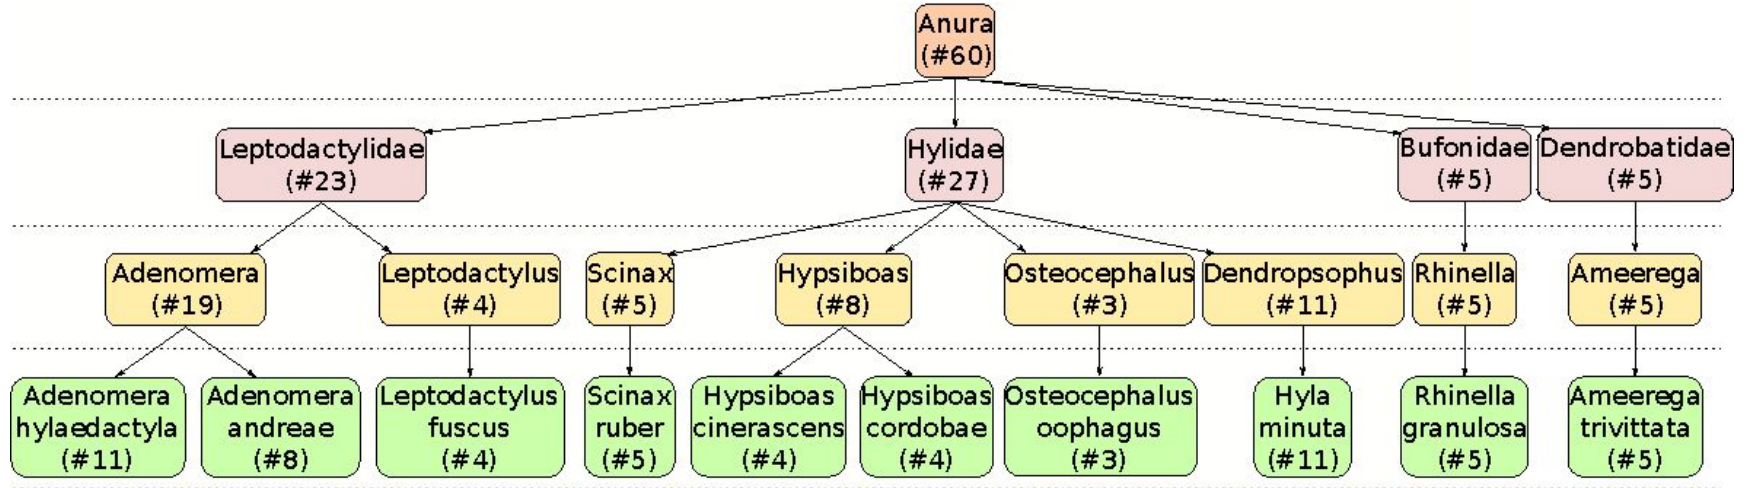 Anura
(#60)
Leptodactylidae
(#23)
Hylidae
(#27)
Bufonidae
(#5)
Dendrobatidae
(#5)
Adenomera
(#19)
Leptodactylus
(#4)
Scinax
(#5)
Hypsiboas
(#8)
Osteocephalus
(#3)
Dendropsophus
(#11)
Rhinella
(#5)
Ameerega
(#5)
Adenomera
hylaedactyla
(#11)
Adenomera
andreae
(#8)
Leptodactylus
fuscus
(#4)
Scinax
ruber
(#5)
Hypsiboas
cinerascens
(#4)
Hypsiboas
cordobae
(#4)
Osteocephalus
oophagus
(#3)
Hyla
minuta
(#11)
Rhinella
granulosa
(#5)
Ameerega
trivittata
(#5)